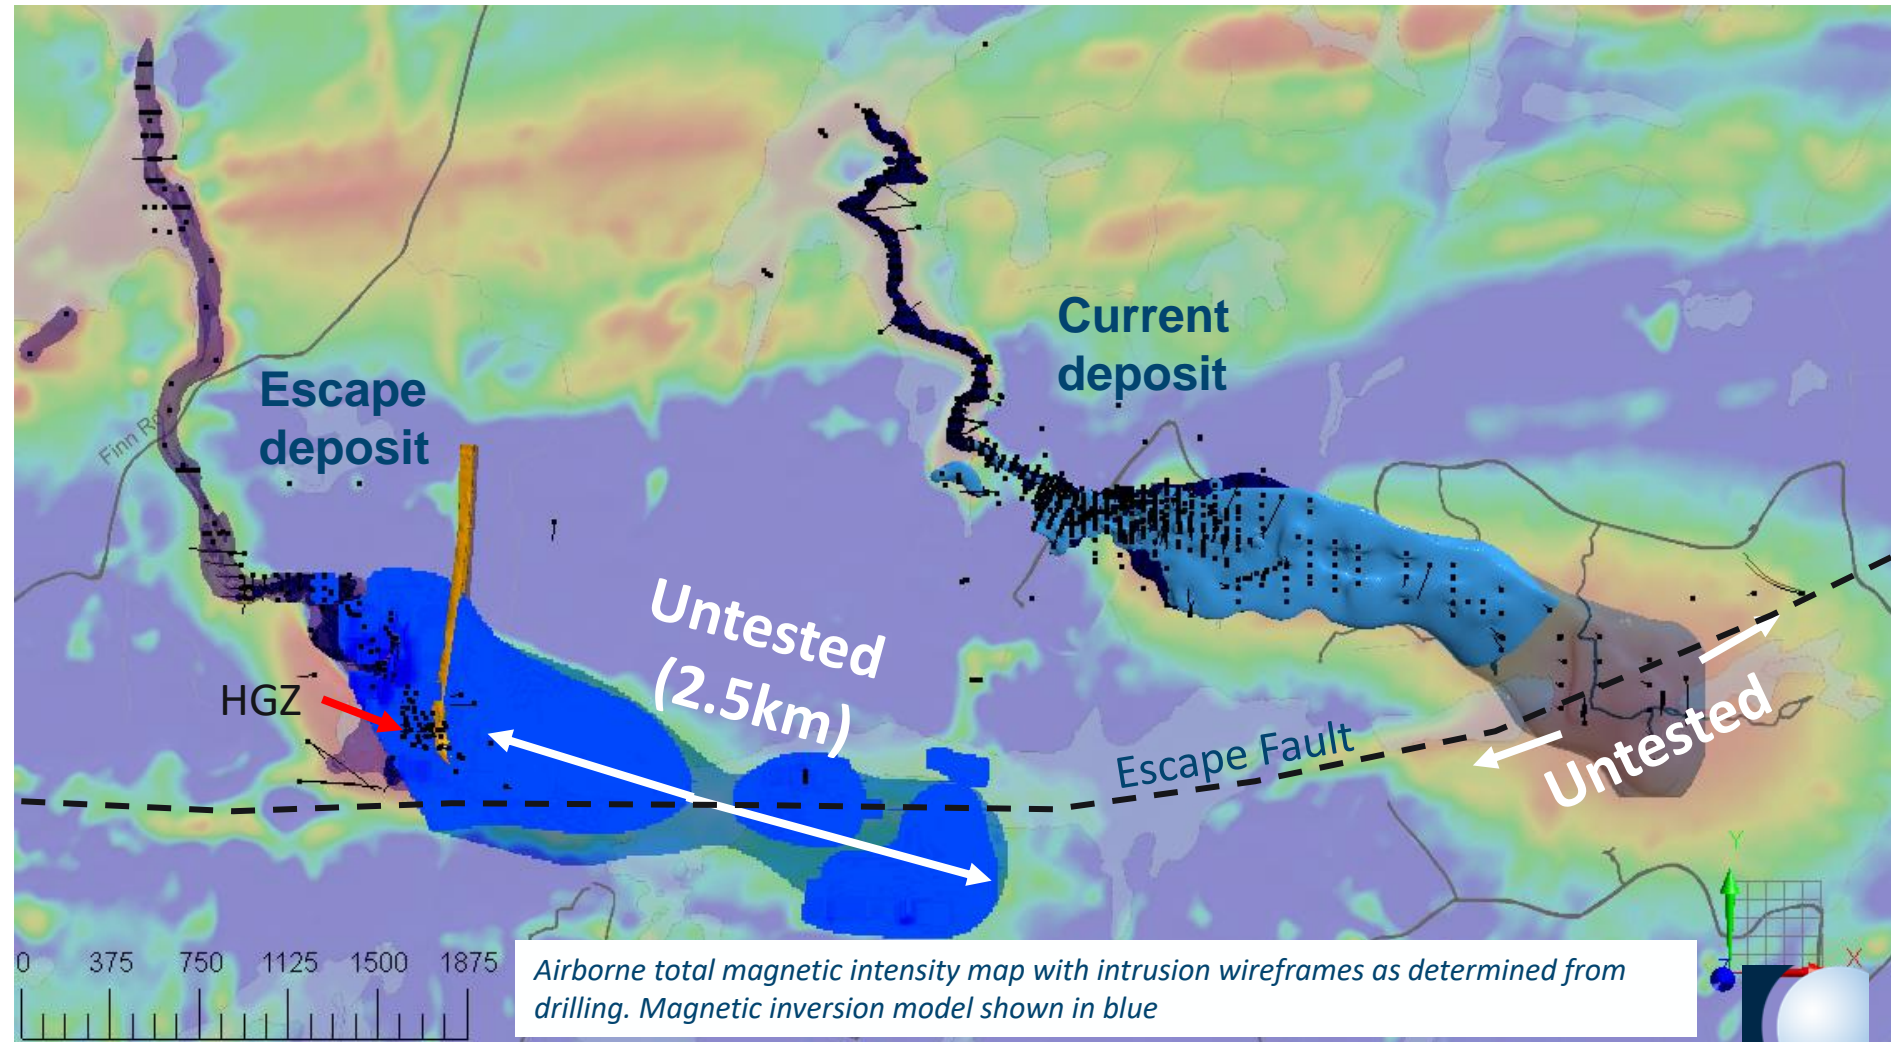 Current
deposit
Escape
deposit
Finn Ro
Untested
(2.5km)
HGZ
Escape Fault
Untested
Y
X
0 375 750 1125 1500 1875
Airborne total magnetic intensity map with intrusion wireframes as determined from
drilling. Magnetic inversion model shown in blue